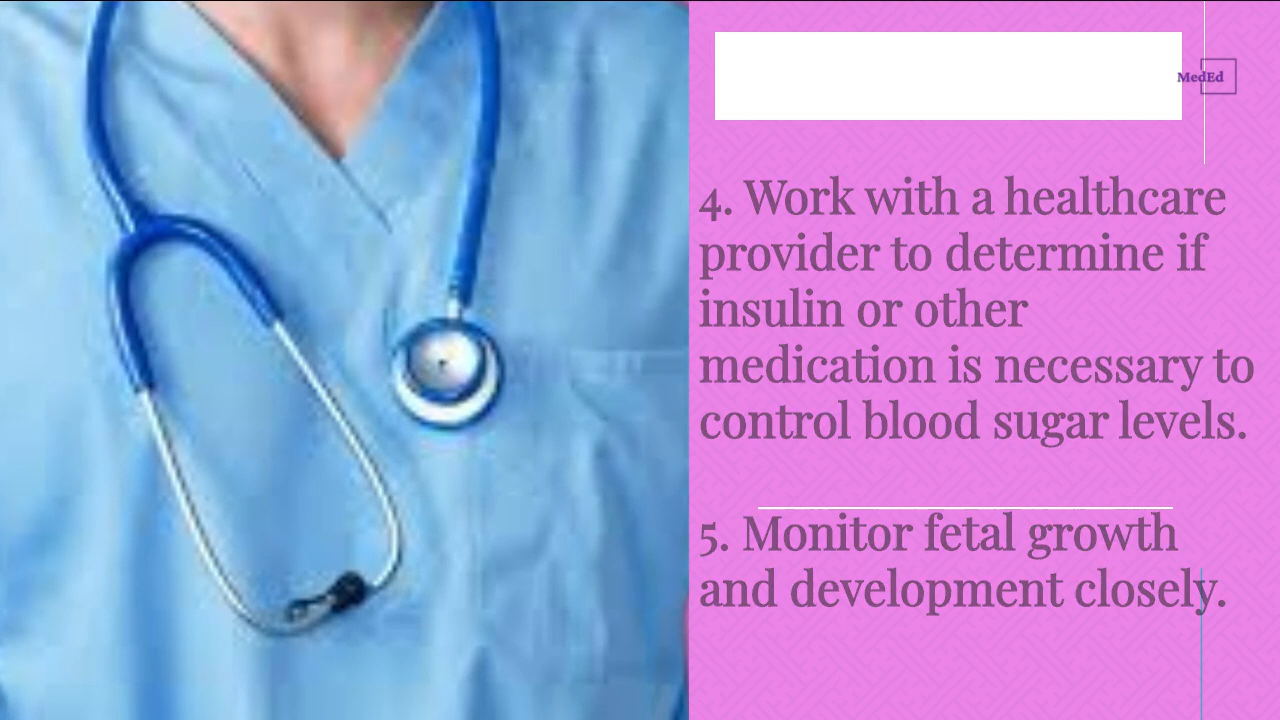 MedEd
4. Work with a healthcare
provider to determine if
insulin or other
medication is necessary to
control blood sugar levels.
5. Monitor fetal growth
and development closely.